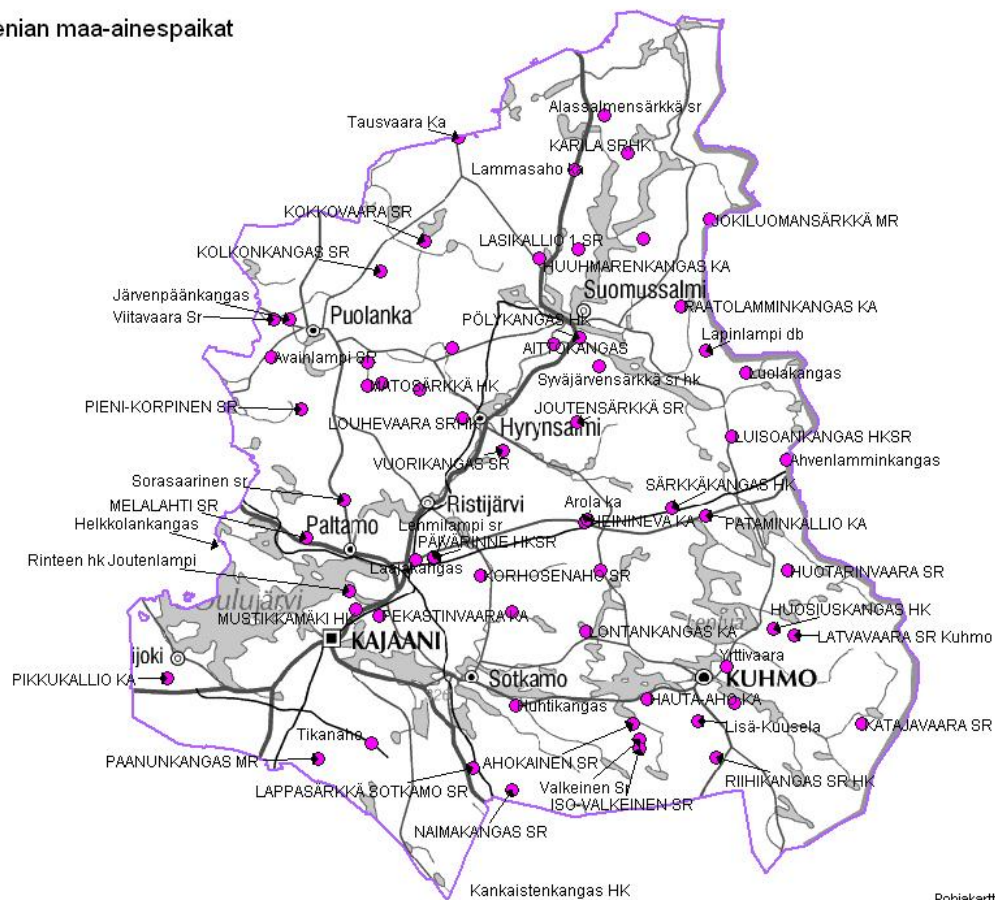 enian maa-ainespaikat
Alassalmensärkkä sr
Tausvaara Ka
KARILA SRHK
Lammasaho ka
KOKKOVAARA SR
JOKILUOMANSÄRKKÄ MR
LASIKALLIO 1 SR
KOLKONKANGAS SR
HUUHMARENKANGAS KA
Suomussalmi
Järvenpäänkangas
Viitavaara Sr
Puolanka
RAATOLAMMINKANGAS KA
PÖLYKANGAS HK
Lapinlampi db
AITTOKANGAS
Avainlampi SR
Syväjärvensärkkä sr hk
Luolakangas
MATOSÄRKKÄ HK
PIENI-KORPINEN SR
JOUTENSÄRKKÄ SR
LOUHEVAARA SRHK
Hyrynsalmi
LUISOANKANGAS HKSR
VUORIKANGAS SR
Ahvenlamminkangas
Sorasaarinen sr
SÄRKKÄKANGAS HK
MELALAHTI SR
Ristijärvi
Arola ka
Helkkolankangas
Paltamo
Lenmilampi sr
HEININEVA KA
PATAMINKALLIO KA
Rinteen hk Joutenlampi
PÄIVÄRINNE HKSR
Laajakangas
KORHOSENAHO SR
HUOTARINVAARA SR
Oulujärvi
MUSTIKKAMÄKI HK
PEKASTINVAARA KA
HUOSIUSKANGAS HK
Lentua
KAJAANI
LONTANKANGAS KA
LATVAVAARA SR Kuhmo
ijoki
Yrttivaara
PIKKUKALLIO KA
Sotkamo
KUHMO
Huhtikangas
HAUTA-AHO KA
Lisä-Kuusela
KATAJAVAARA SR
Tikanaho
PAANUNKANGAS MR
AHOKAINEN SR
LAPPASÄRKKÄ SOTKAMO SR
Valkeinen Sr
RIIHIKANGAS SR HK
ISO-VALKEINEN SR
NAIMAKANGAS SR
Kankaistenkangas HK
Pohjakartt